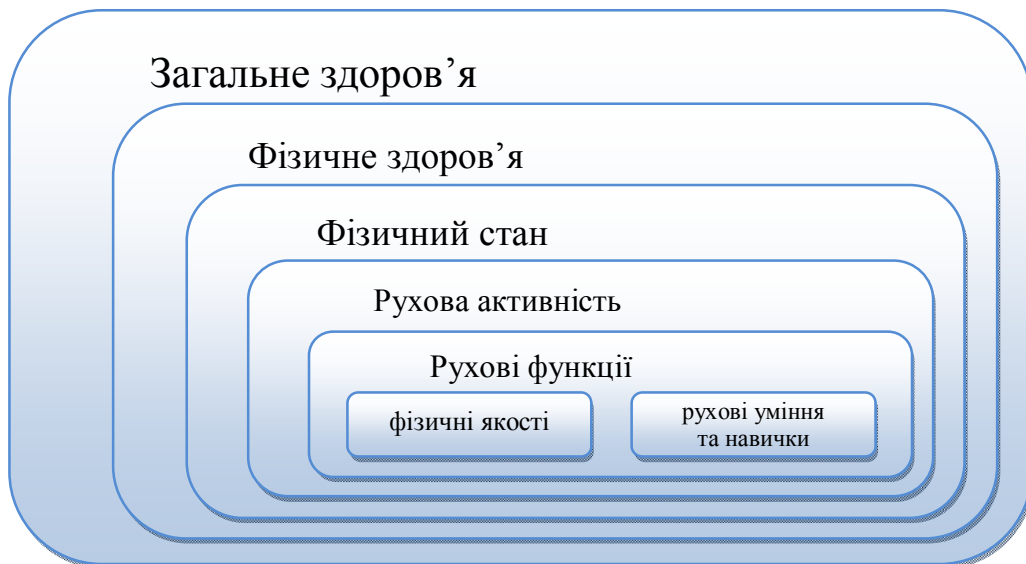 Загальне здоров’я
Фізичне здоров’я
Фізичний стан
Рухова активність
Рухові функції
фізичні якості
рухові уміння
та навички